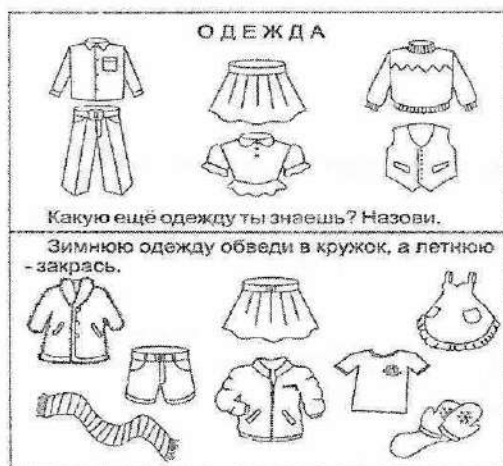 ОДЕЖДА
Какую ещё одежду ты знаешь? Назови.
Зимнюю одежду обведи в кружок, а летнюю
- закрась.